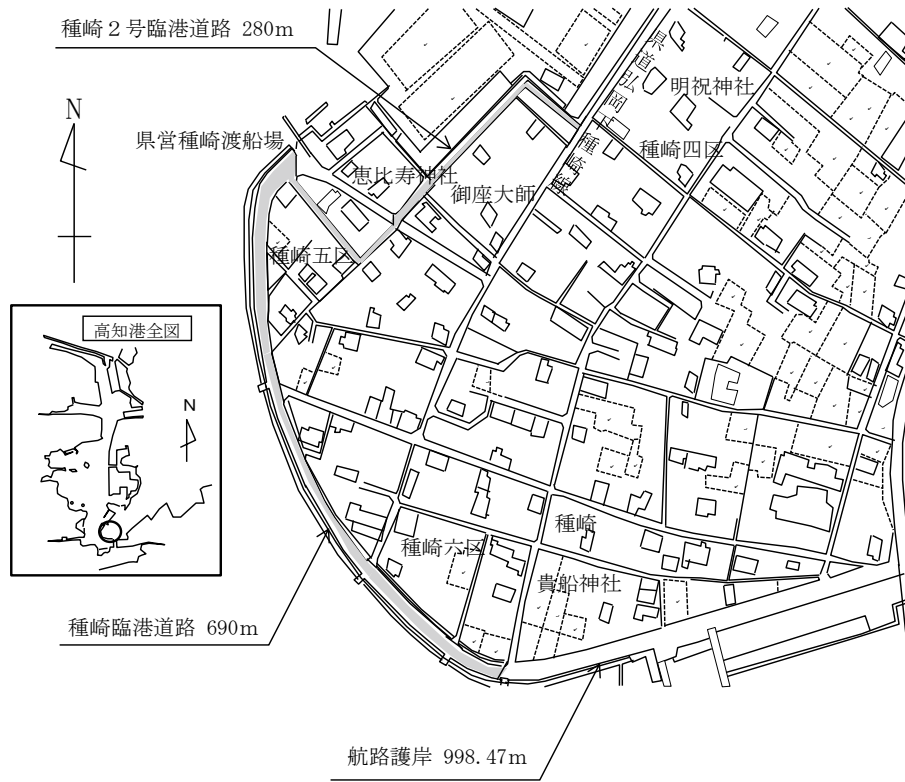 種崎２号臨港道路 280m
N
県営種崎渡船場
県道弘岡下種崎線
明祝神社
種崎四区
恵比寿神社
御座大師
種崎五区
高知港全図
N
種崎
種崎六区
貴船神社
種崎臨港道路 690m
航路護岸 998.47m